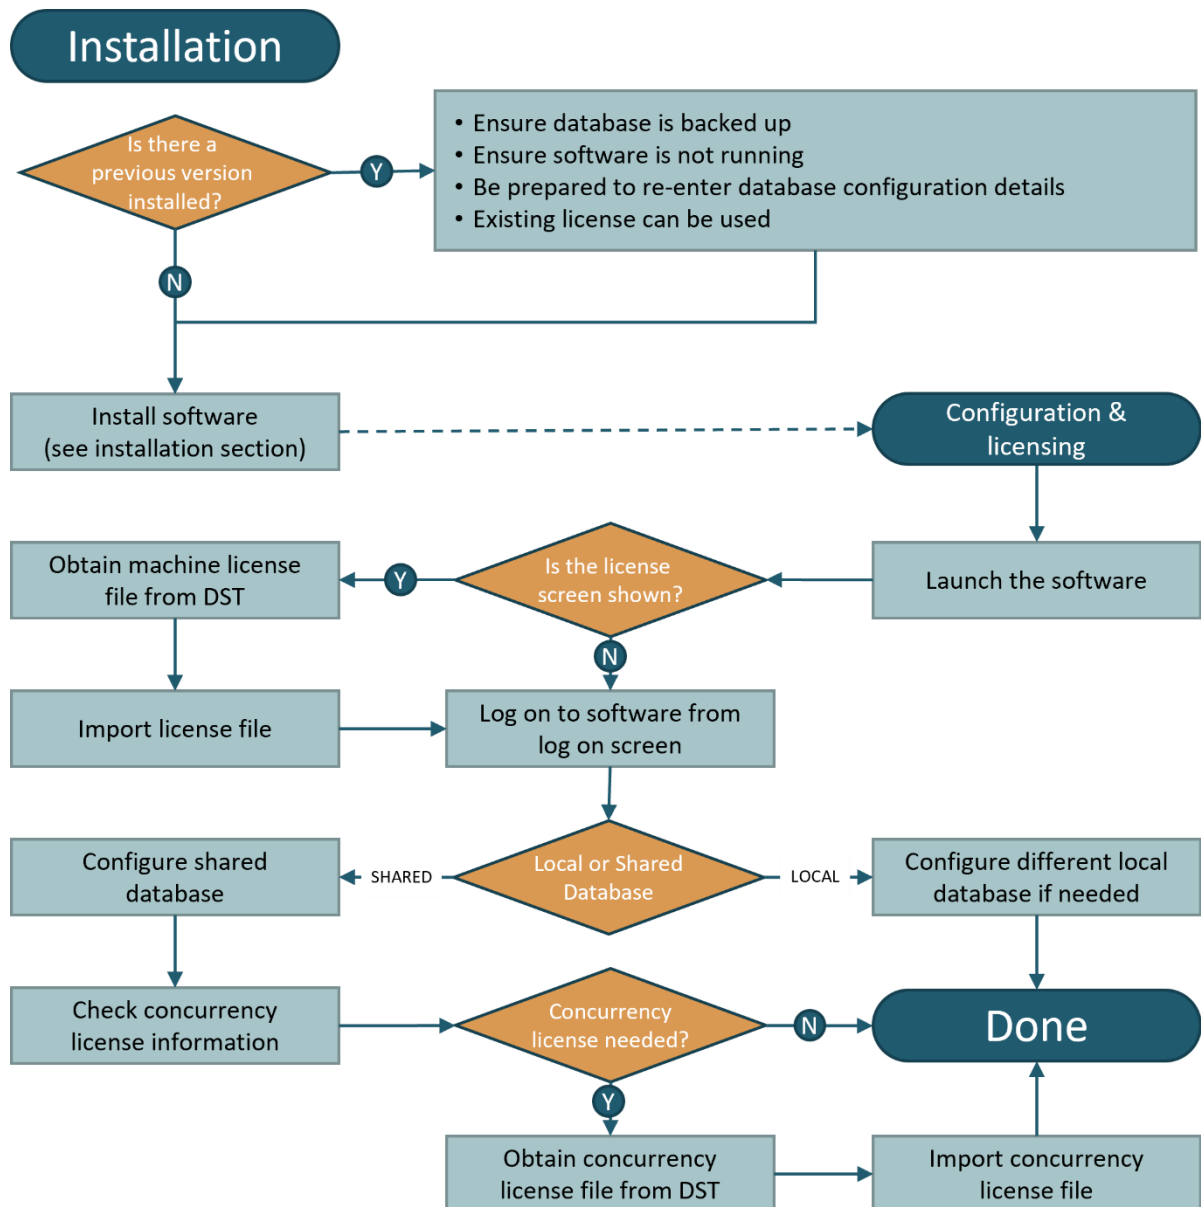 Installation
Is there a
previous version
installed?
Y
• Ensure database is backed up
• Ensure software is not running
• Be prepared to re-enter database configuration details
• Existing license can be used
N
Install software
(see installation section)
Configuration &
licensing
Launch the software
Is the license
screen shown?
Y
Obtain machine license
file from DST
N
Import license file
Log on to software from
log on screen
Local or Shared
Database
SHARED
LOCAL
Configure shared
database
Configure different local
database if needed
Check concurrency
license information
Concurrency
license needed?
N
Done
Y
Obtain concurrency
license file from DST
Import concurrency
license file